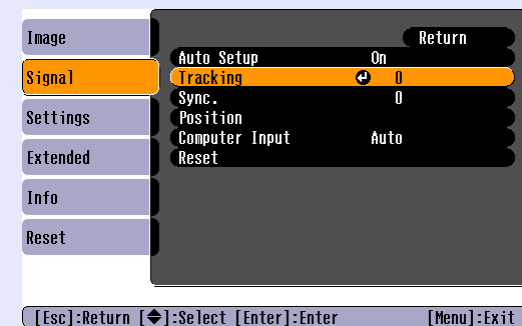 Image
Signal
Settings
Extended
Info
Reset
Return
Auto Setup On
Tracking 0
Sync. 0
Position
Computer Input Auto
Reset
[Esc]:Return [◆]:Select [Enter]:Enter [Menu]:Exit